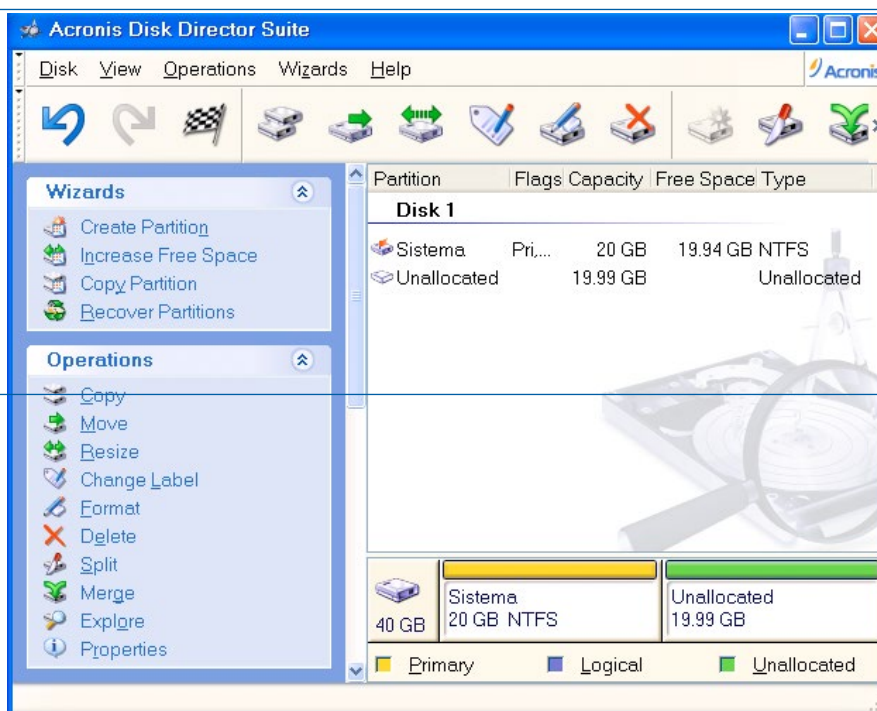 Acronis Disk Director Suite
Disk View Operations Wizards Help
Acronis
Wizards
Create Partition
Increase Free Space
Copy Partition
Recover Partitions
Operations
Copy
Move
Resize
Change Label
Format
Delete
Split
Merge
Explore
Properties
Partition Flags Capacity Free Space Type
Disk 1
Sistema Pri,... 20 GB 19.94 GB NTFS
Unallocated 19.99 GB Unallocated
40 GB
Sistema
20 GB NTFS
Unallocated
19.99 GB
Primary Logical Unallocated